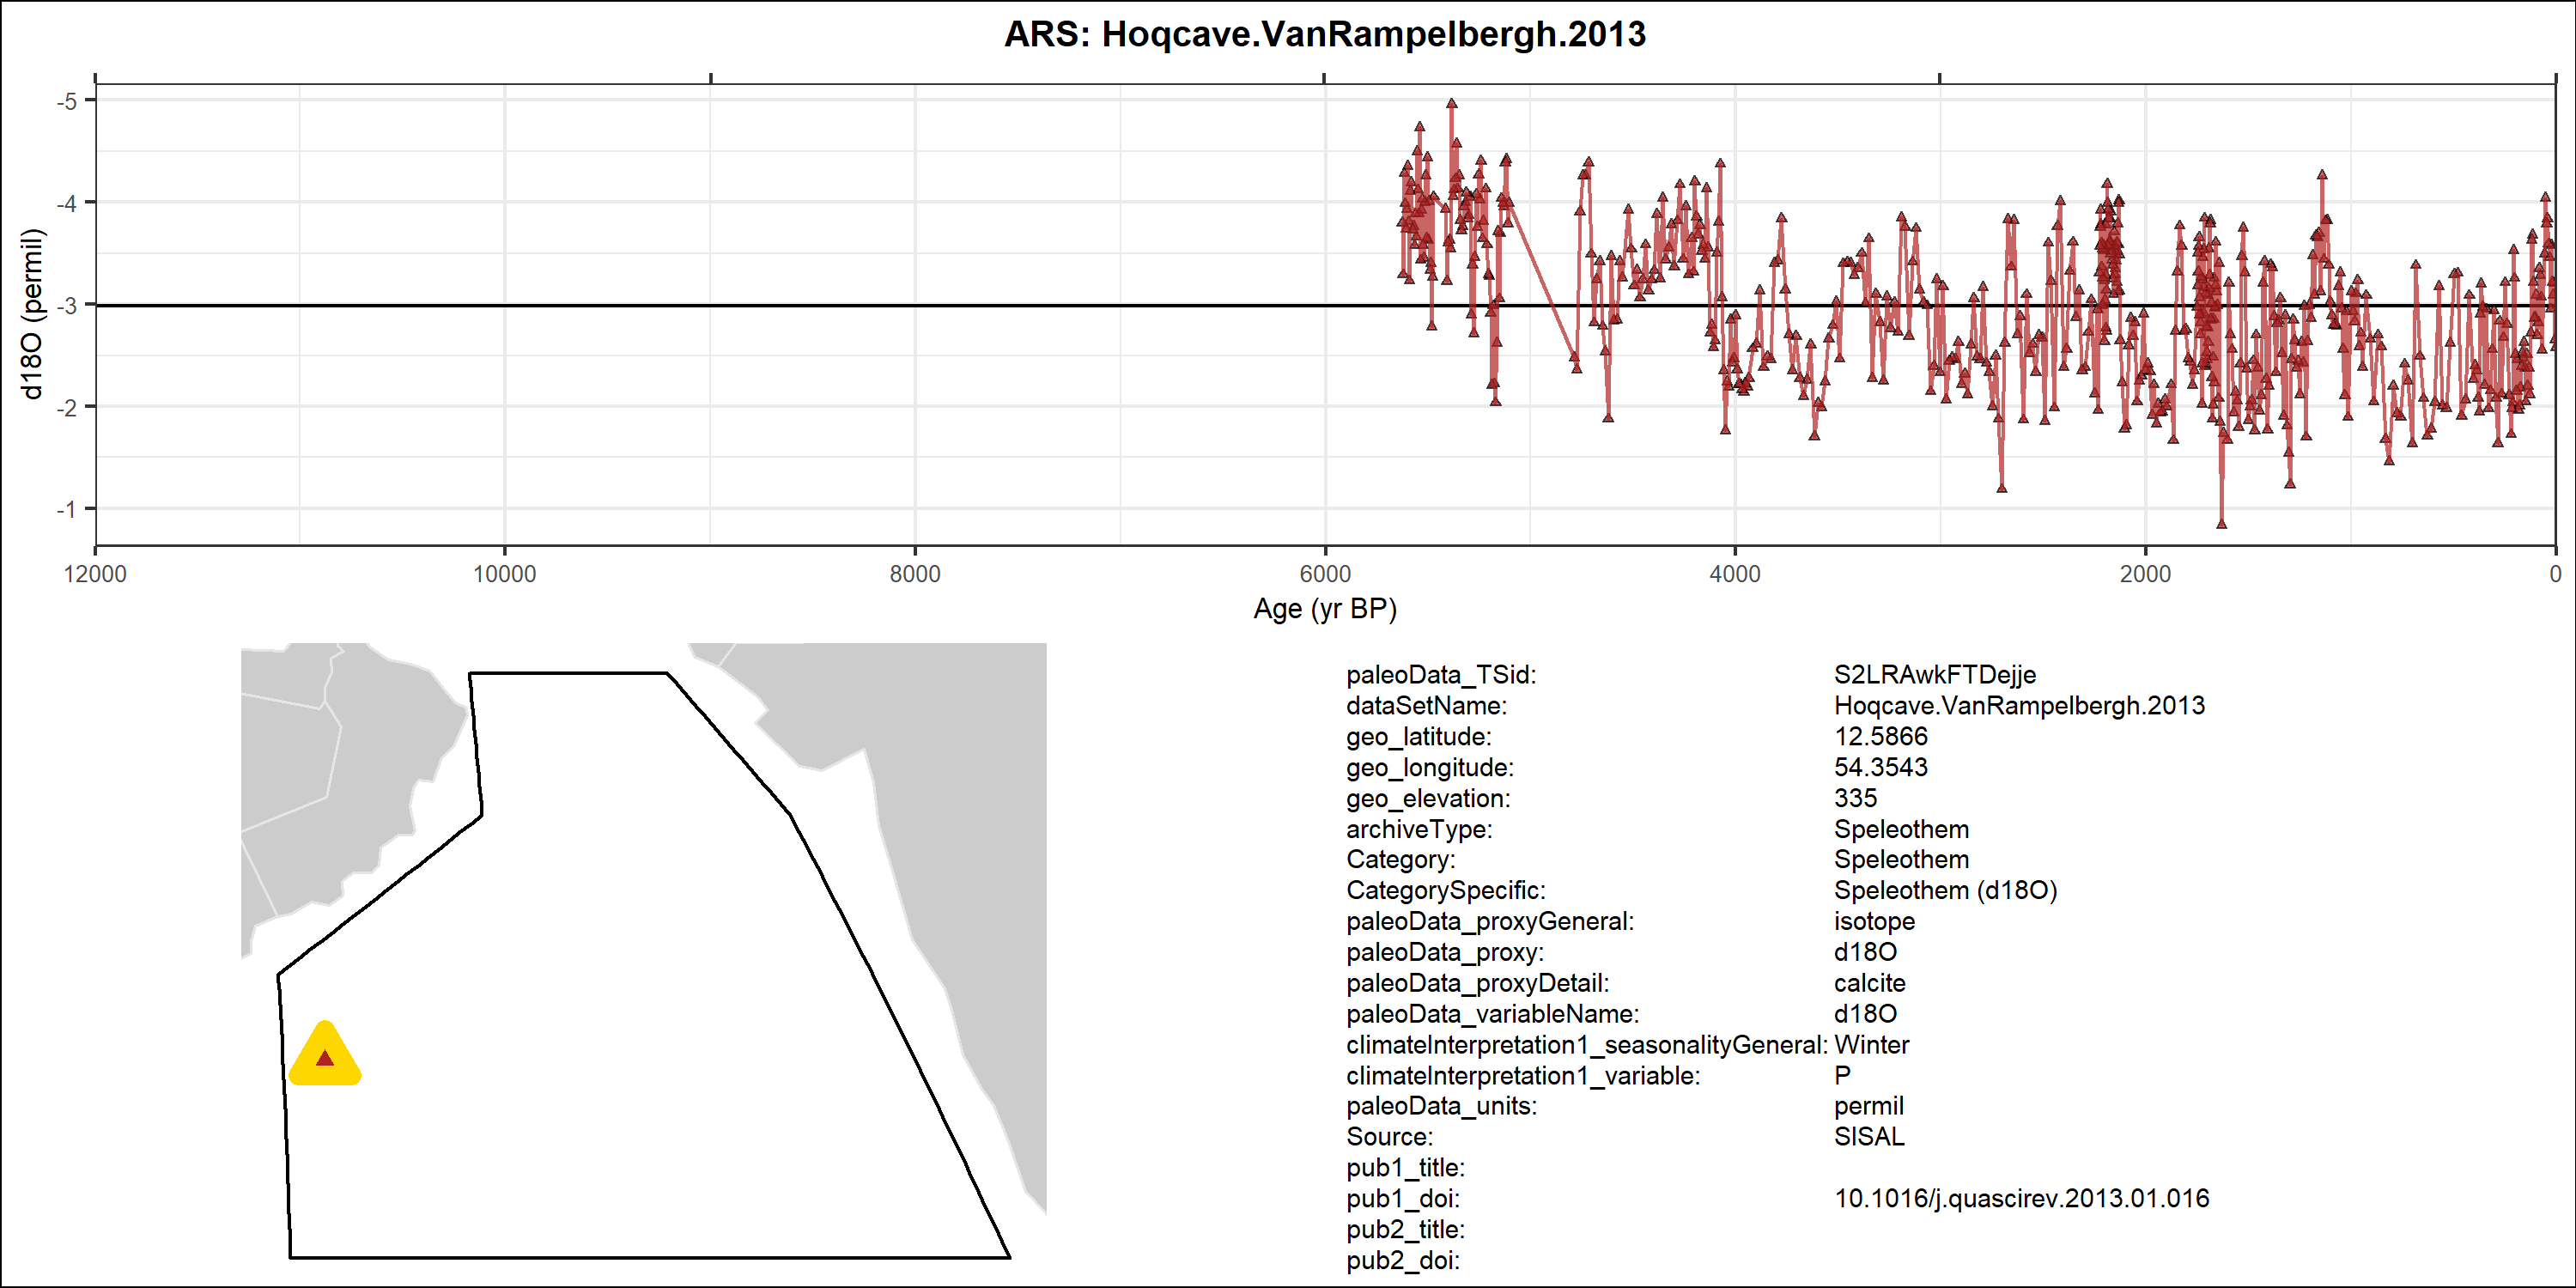 ARS: Hoqcave.VanRampelbergh.2013
-5
-4
-3
-2
-1
d18O (permil)
12000 10000 8000 6000 4000 2000 0
Age (yr BP)
paleoData_TSid: S2LRAwkFTDejje
dataSetName: Hoqcave.VanRampelbergh.2013
geo_latitude: 12.5866
geo_longitude: 54.3543
geo_elevation: 335
archiveType: Speleothem
Category: Speleothem
CategorySpecific: Speleothem (d18O)
paleoData_proxyGeneral: isotope
paleoData_proxy: d18O
paleoData_proxyDetail: calcite
paleoData_variableName: d18O
climateInterpretation1_seasonalityGeneral: Winter
climateInterpretation1_variable: P
paleoData_units: permil
Source: SISAL
pub1_title:
pub1_doi: 10.1016/j.quascirev.2013.01.016
pub2_title:
pub2_doi: